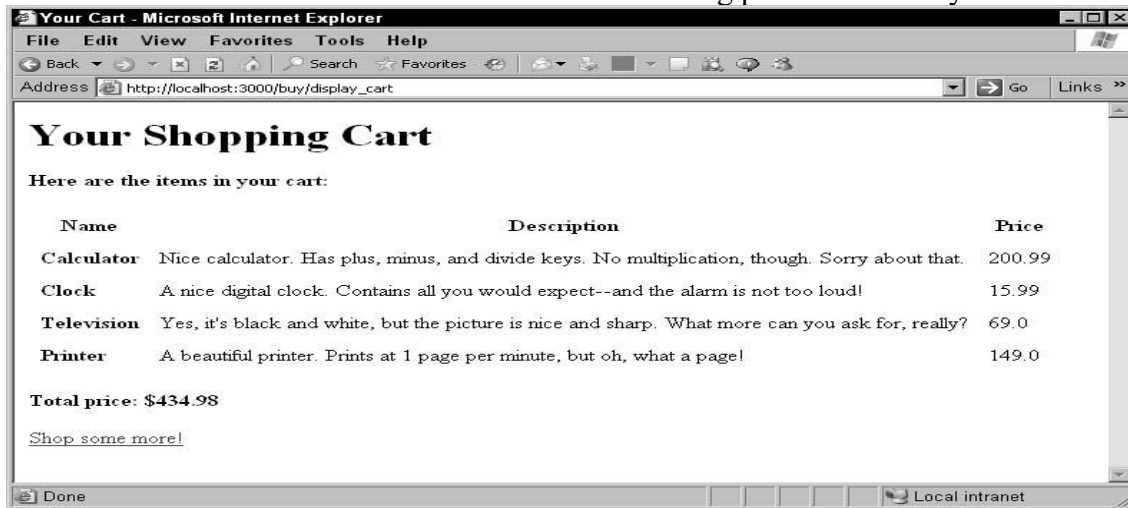 Your Cart - Microsoft Internet Explorer
File Edit View Favorites Tools Help
Back Search Favorites
Address http://localhost:3000/buy/display_cart Go Links »
Your Shopping Cart
Here are the items in your cart:
Name Description Price
Calculator Nice calculator. Has plus, minus, and divide keys. No multiplication, though. Sorry about that. 200.99
Clock A nice digital clock. Contains all you would expect--and the alarm is not too loud! 15.99
Television Yes, it's black and white, but the picture is nice and sharp. What more can you ask for, really? 69.0
Printer A beautiful printer. Prints at 1 page per minute, but oh, what a page! 149.0
Total price: $434.98
Shop some more!
Done Local intranet